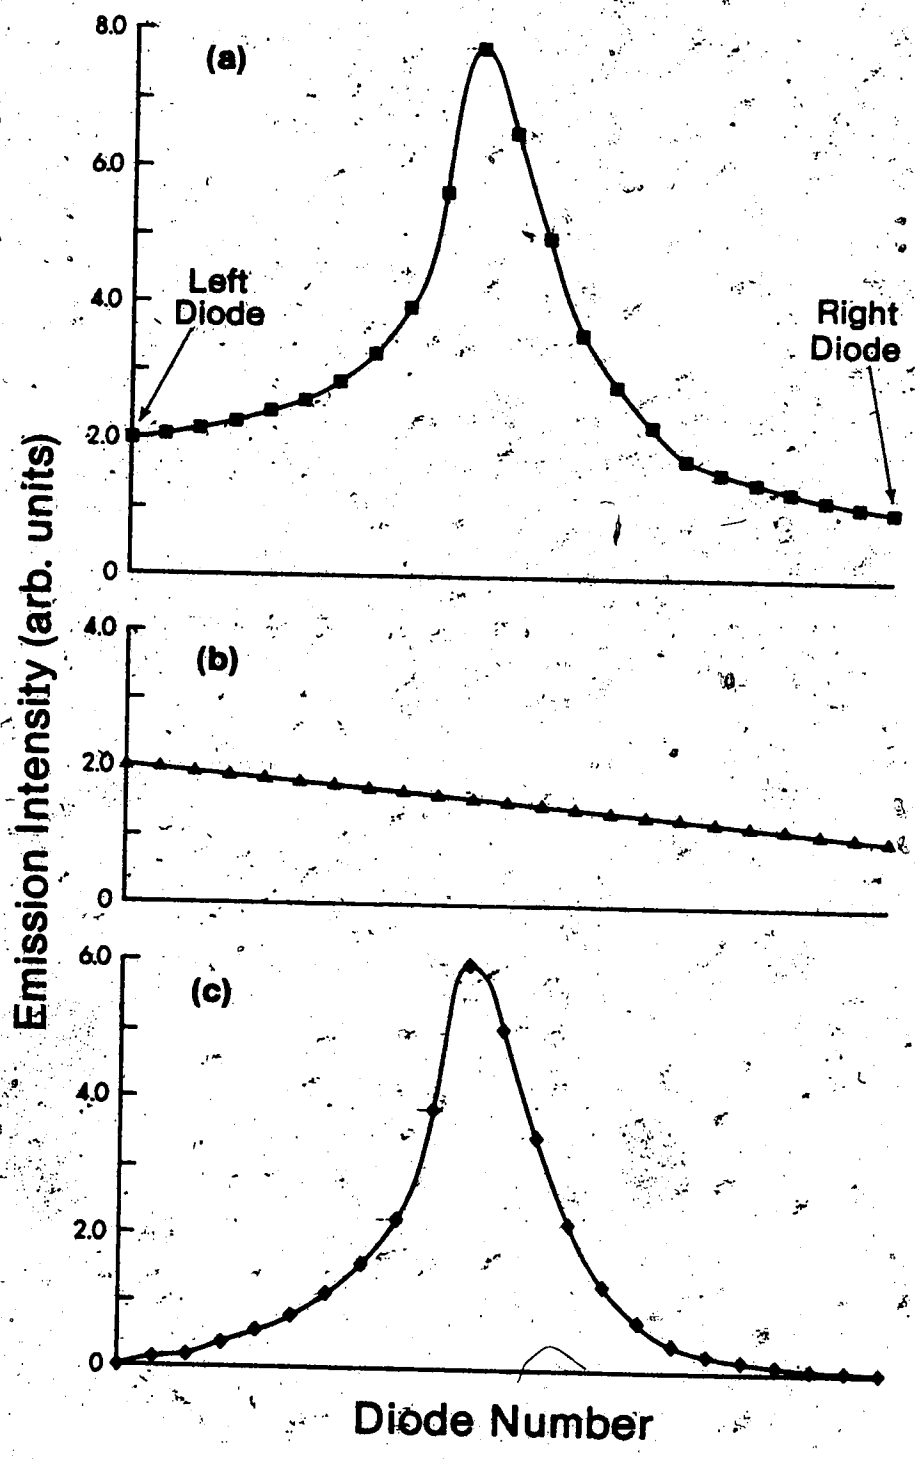 8.0
(a)
6.0
Left
Diode
4.0
Right
Diode
2.0
0
Emission Intensity (arb. units)
4.0
(b)
2.0
0
6.0
(c)
4.0
2.0
0
Diode Number